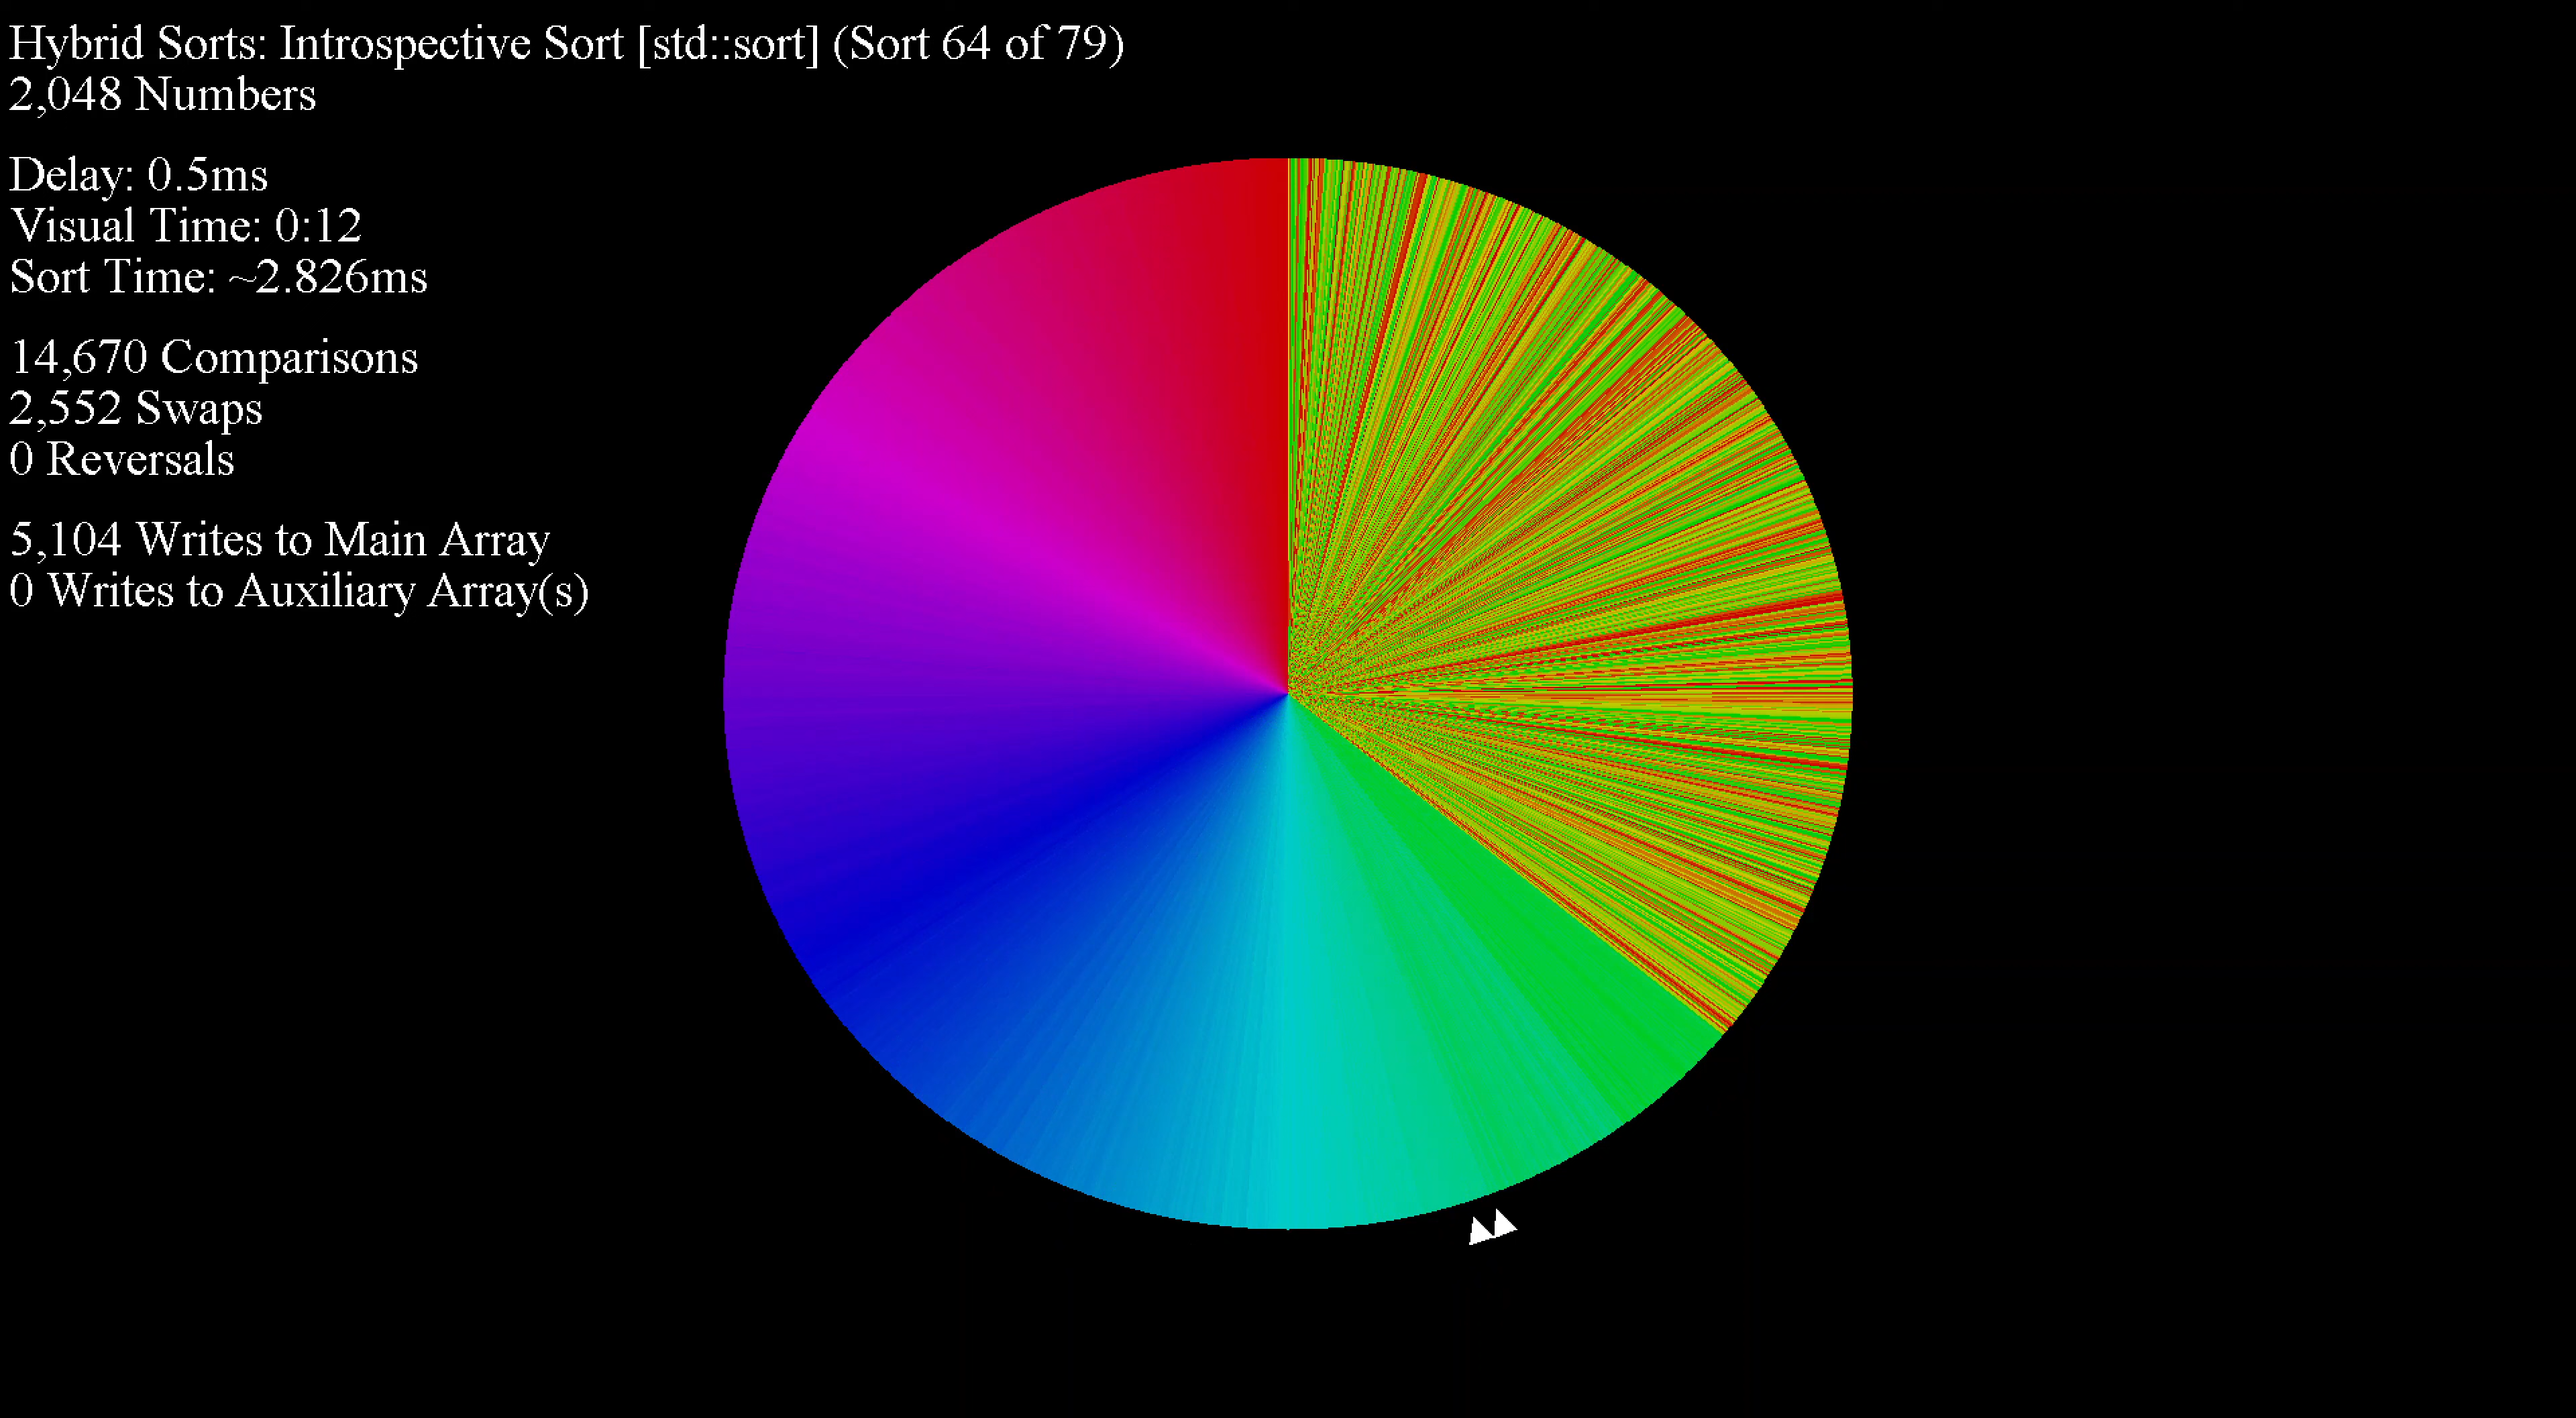 Hybrid Sorts: Introspective Sort [std::sort] (Sort 64 of 79)
2,048 Numbers
Delay: 0.5ms
Visual Time: 0:12
Sort Time: ~2.826ms
14,670 Comparisons
2,552 Swaps
0 Reversals
5,104 Writes to Main Array
0 Writes to Auxiliary Array(s)